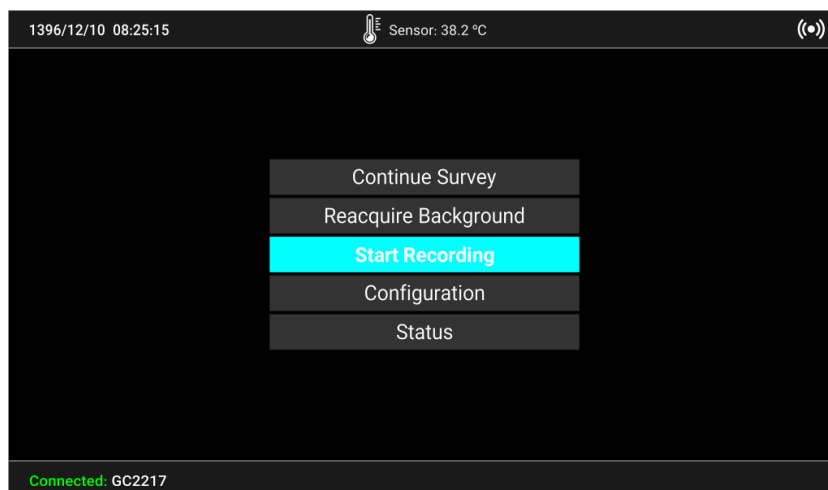 1396/12/10 08:25:15 Sensor: 38.2 ºC
Continue Survey
Reacquire Background
Start Recording
Configuration
Status
Connected: GC2217